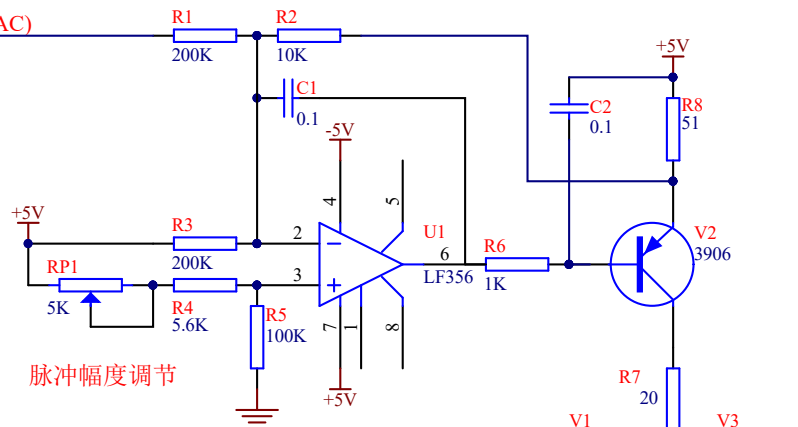 AC)
R1
200K
R2
10K
+5V
C1
0.1
C2
0.1
R8
51
-5V
4
5
+5V
R3
200K
2
U1
6
LF356
R6
1K
V2
3906
RP1
5K
R4
5.6K
3
R5
100K
7
1
8
脉冲幅度调节
+5V
R7
20
V1
V3